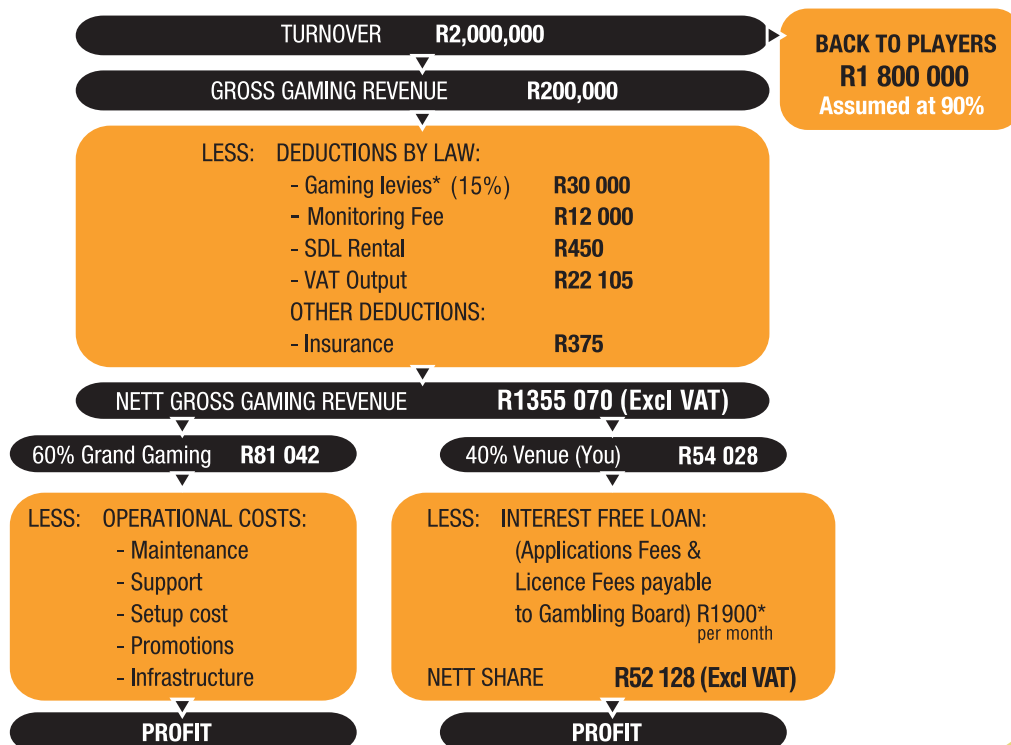 TURNOVER R2,000,000
BACK TO PLAYERS
R1 800 000
Assumed at 90%
GROSS GAMING REVENUE R200,000
LESS: DEDUCTIONS BY LAW:
- Gaming levies* (15%) R30 000
- Monitoring Fee R12 000
- SDL Rental R450
- VAT Output R22 105
OTHER DEDUCTIONS:
- Insurance R375
NETT GROSS GAMING REVENUE R1355 070 (Excl VAT)
60% Grand Gaming R81 042
40% Venue (You) R54 028
LESS: OPERATIONAL COSTS:
- Maintenance
- Support
- Setup cost
- Promotions
- Infrastructure
PROFIT
LESS: INTEREST FREE LOAN:
(Applications Fees &
Licence Fees payable
to Gambling Board) R1900*
per month
NETT SHARE R52 128 (Excl VAT)
PROFIT